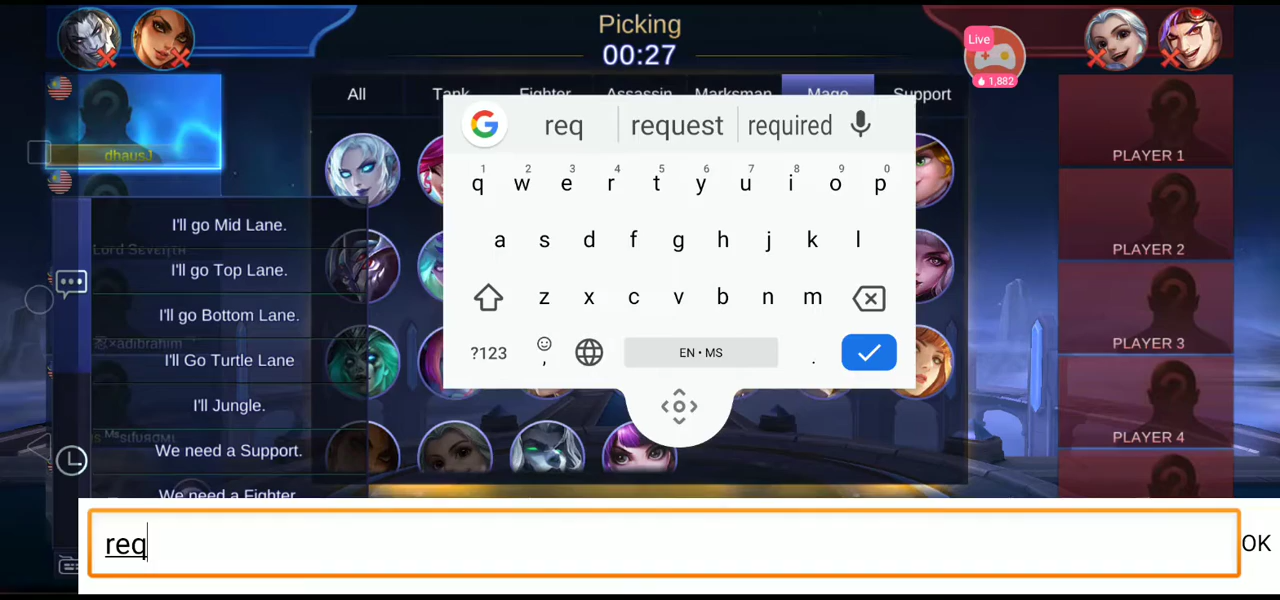 Picking
00:27
Live
1,882
All
Tank
Fighter
Assassin
Marksman
Mage
Support
dhausJ
PLAYER 1
PLAYER 2
PLAYER 3
PLAYER 4
I'll go Mid Lane.
I'll go Top Lane.
I'll go Bottom Lane.
I'll Go Turtle Lane
I'll Jungle.
We need a Support.
We need a Fighter
req
request
required
1 2 3 4 5 6 7 8 9 0
q w e r t y u i o p
a s d f g h j k l
z x c v b n m
?123 , EN • MS .
req
OK